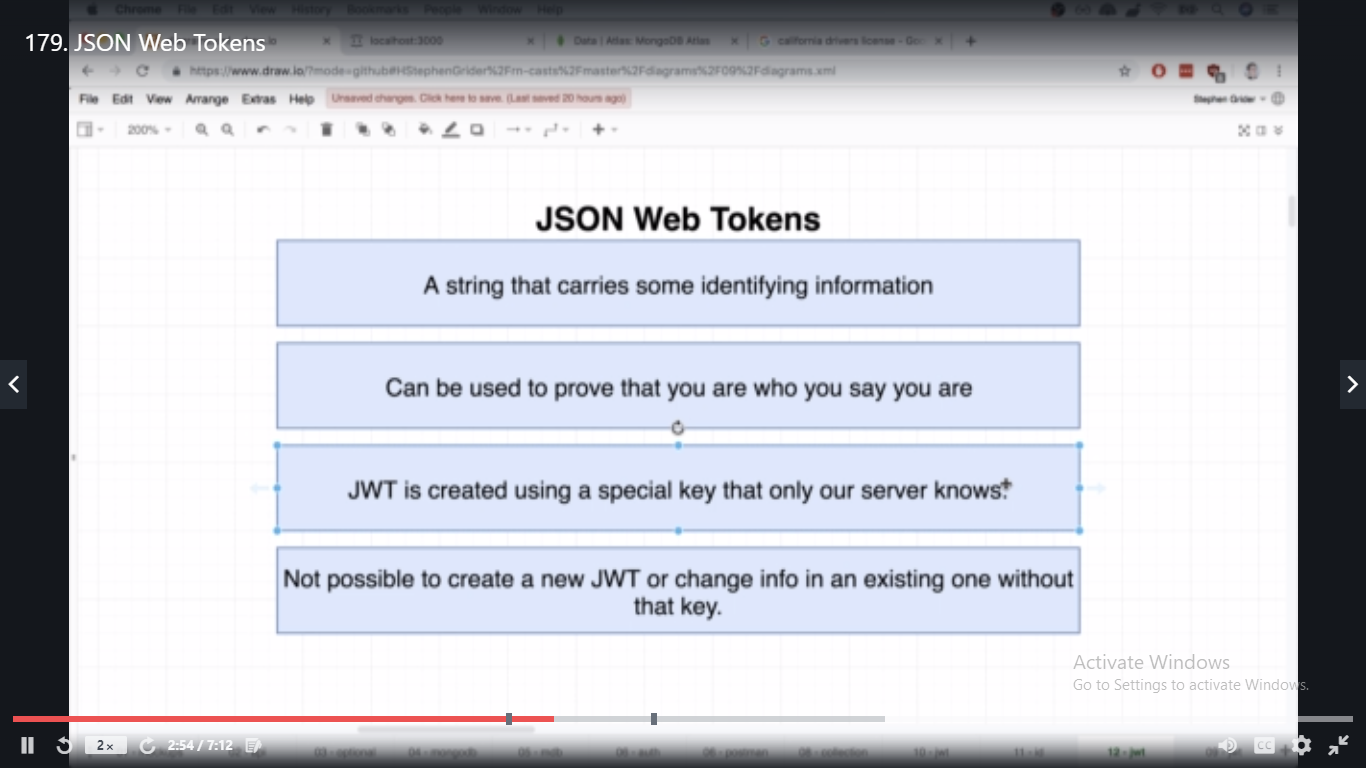 Chrome File Edit View History Bookmarks People Window Help
179. JSON Web Tokens
localhost:3000
Data | Atlas: MongoDB Atlas
california drivers license - Goo
https://www.draw.io/?mode=github#HStephenGrider%2Frn-casts%2Fmaster%2Fdiagrams%2F09%2Fdiagrams.xml
File Edit View Arrange Extras Help Unsaved changes. Click here to save. (Last saved 20 hours ago)
Stephen Grider
200%
JSON Web Tokens
A string that carries some identifying information
Can be used to prove that you are who you say you are
JWT is created using a special key that only our server knows.
Not possible to create a new JWT or change info in an existing one without
that key.
Activate Windows
Go to Settings to activate Windows.
2x 2:54 / 7:12 CC
03 - optional 04 - mongodb 05 - mdb 06 - auth 06 - postman 08 - collection 10 - jwt 11 - id 12 - jwt